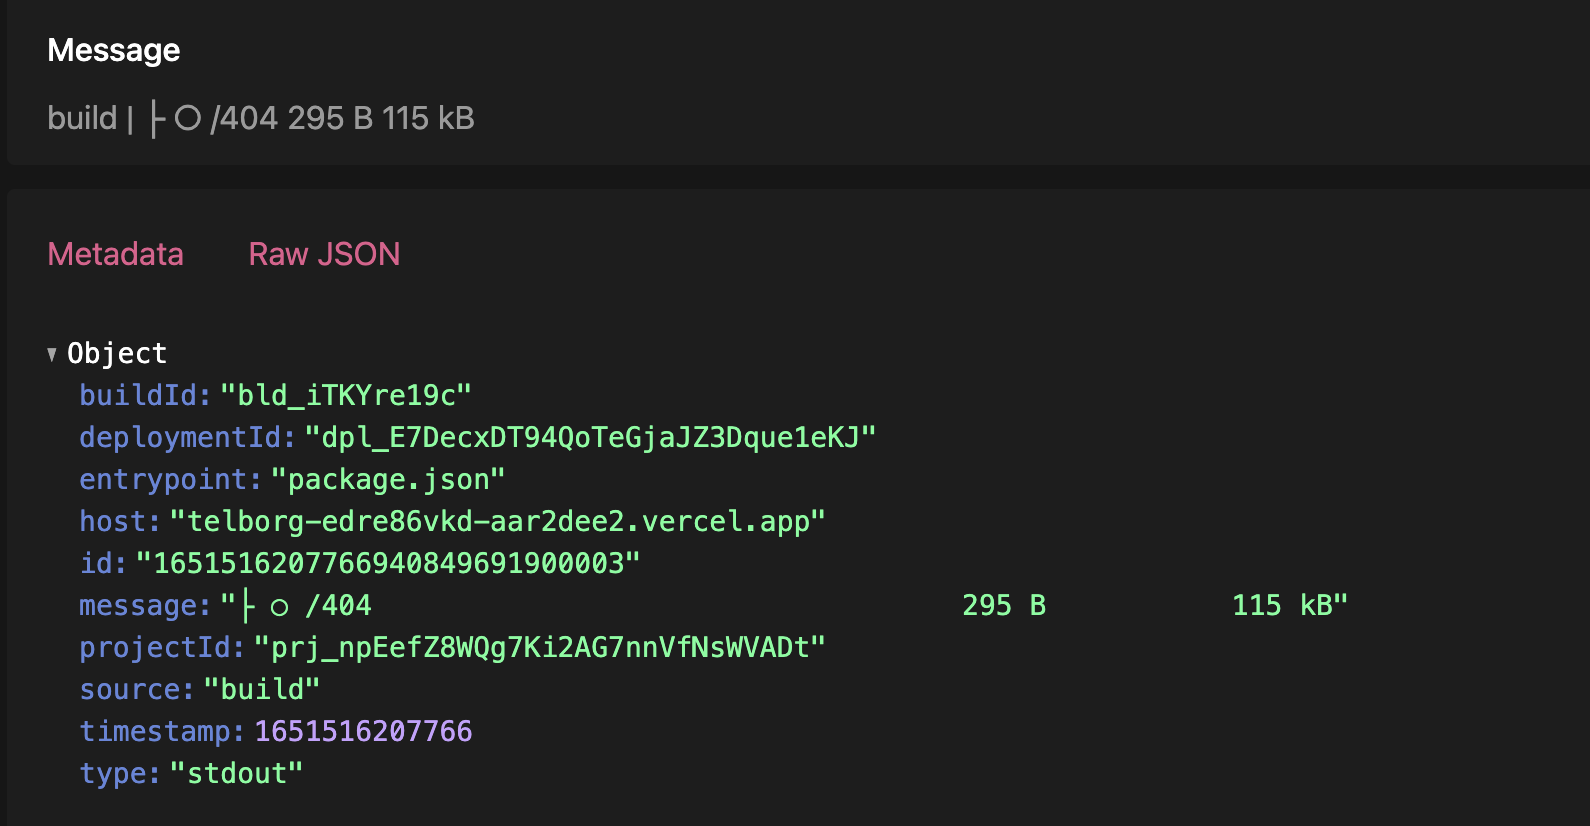 Message
build | ├ ○ /404 295 B 115 kB
Metadata Raw JSON
▼ Object
buildId: "bld_iTKYre19c"
deploymentId: "dpl_E7DecxDT94QoTeGjaJZ3Dque1eKJ"
entrypoint: "package.json"
host: "telborg-edre86vkd-aar2dee2.vercel.app"
id: "1651516207766940849691900003"
message: "├ ○ /404 295 B 115 kB"
projectId: "prj_npEefZ8WQg7Ki2AG7nnVfNsWVADt"
source: "build"
timestamp: 1651516207766
type: "stdout"